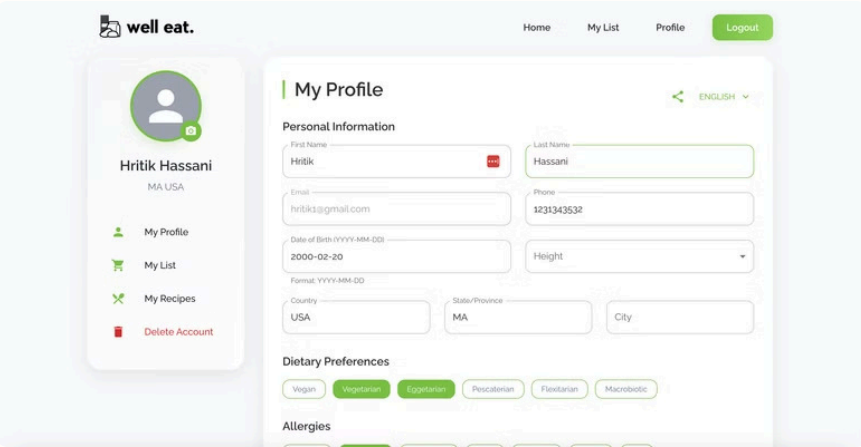 well eat.
Home My List Profile Logout
Hritik Hassani
MA USA
My Profile
My List
My Recipes
Delete Account
My Profile
ENGLISH
Personal Information
First Name
Hritik
Last Name
Hassani
Email
hritik1@gmail.com
Phone
1231343532
Date of Birth (YYYY-MM-DD)
2000-02-20
Format: YYYY-MM-DD
Height
Country
USA
State/Province
MA
City
Dietary Preferences
Vegan Vegetarian Eggetarian Pescaterian Flexitarian Macrobiotic
Allergies